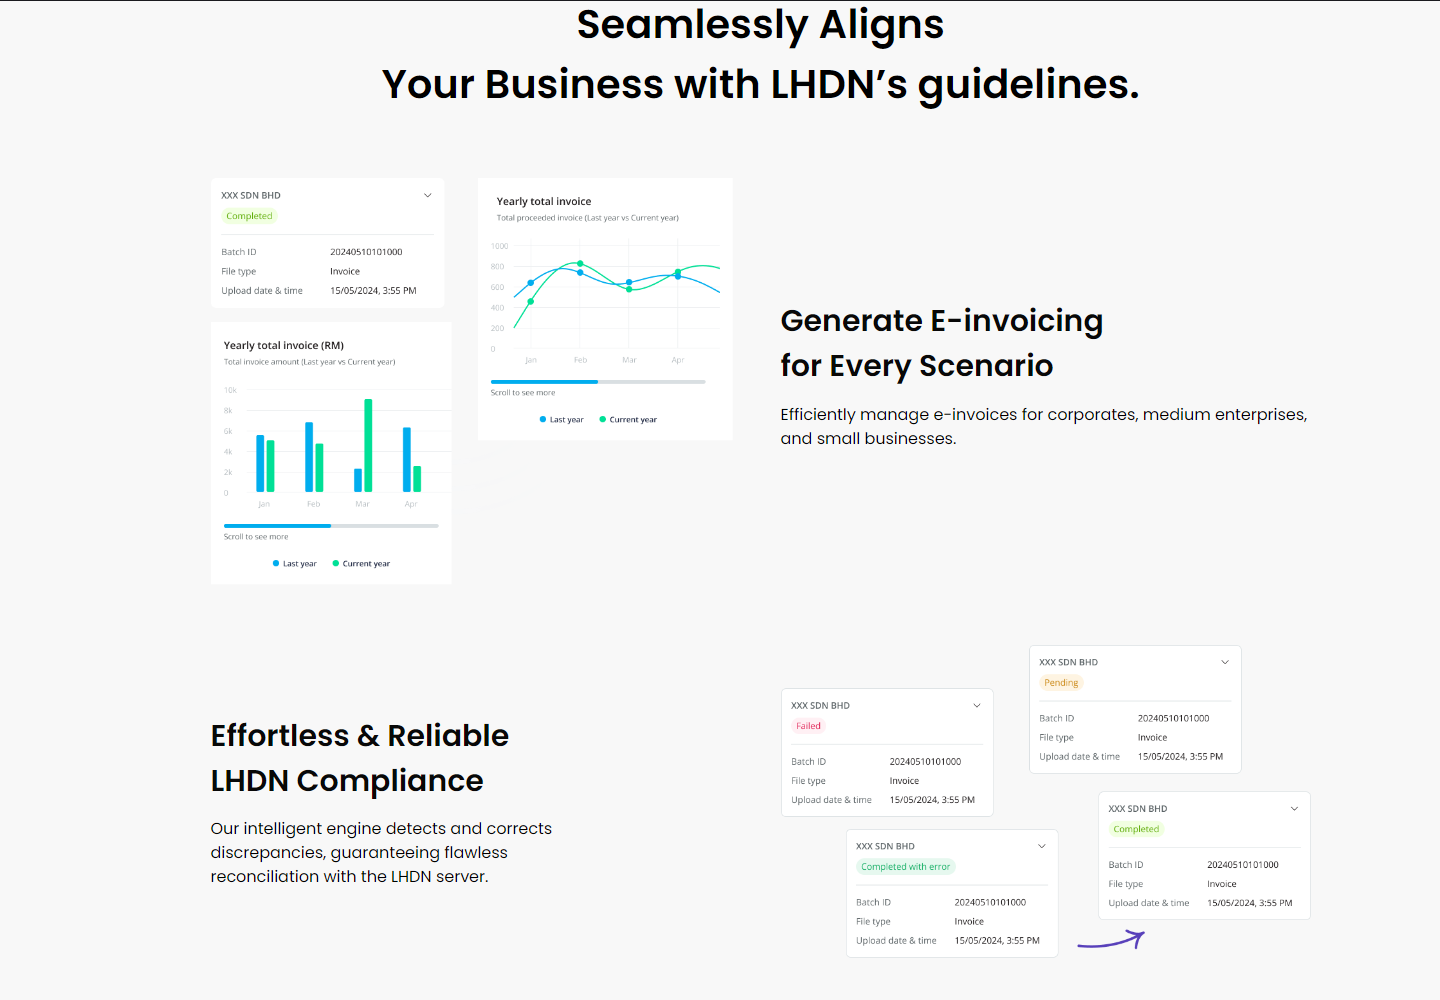 Seamlessly Aligns
Your Business with LHDN’s guidelines.
XXX SDN BHD
Completed
Batch ID 20240510101000
File type Invoice
Upload date & time 15/05/2024, 3:55 PM
Yearly total invoice
Total proceeded invoice (Last year vs Current year)
1000
800
600
400
200
0
Jan Feb Mar Apr
Scroll to see more
Last year Current year
Yearly total invoice (RM)
Total invoice amount (Last year vs Current year)
10k
8k
6k
4k
2k
0
Jan Feb Mar Apr
Scroll to see more
Last year Current year
Generate E-invoicing
for Every Scenario
Efficiently manage e-invoices for corporates, medium enterprises,
and small businesses.
Effortless & Reliable
LHDN Compliance
Our intelligent engine detects and corrects
discrepancies, guaranteeing flawless
reconciliation with the LHDN server.
XXX SDN BHD
Failed
Batch ID 20240510101000
File type Invoice
Upload date & time 15/05/2024, 3:55 PM
XXX SDN BHD
Pending
Batch ID 20240510101000
File type Invoice
Upload date & time 15/05/2024, 3:55 PM
XXX SDN BHD
Completed with error
Batch ID 20240510101000
File type Invoice
Upload date & time 15/05/2024, 3:55 PM
XXX SDN BHD
Completed
Batch ID 20240510101000
File type Invoice
Upload date & time 15/05/2024, 3:55 PM